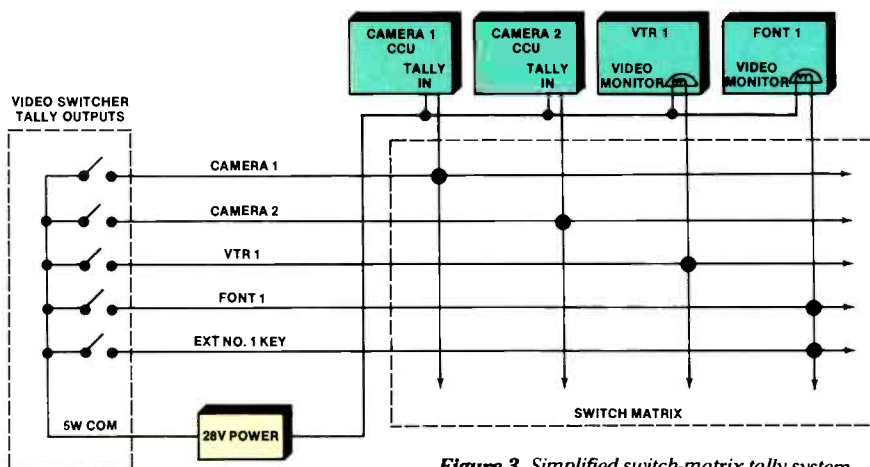 CAMERA 1
CCU
TALLY
IN
CAMERA 2
CCU
TALLY
IN
VTR 1
VIDEO
MONITOR
FONT 1
VIDEO
MONITOR
VIDEO SWITCHER
TALLY OUTPUTS
CAMERA 1
CAMERA 2
VTR 1
FONT 1
EXT NO. 1 KEY
5W COM
28V POWER
SWITCH MATRIX
Figure 3. Simplified switch-matrix tally system